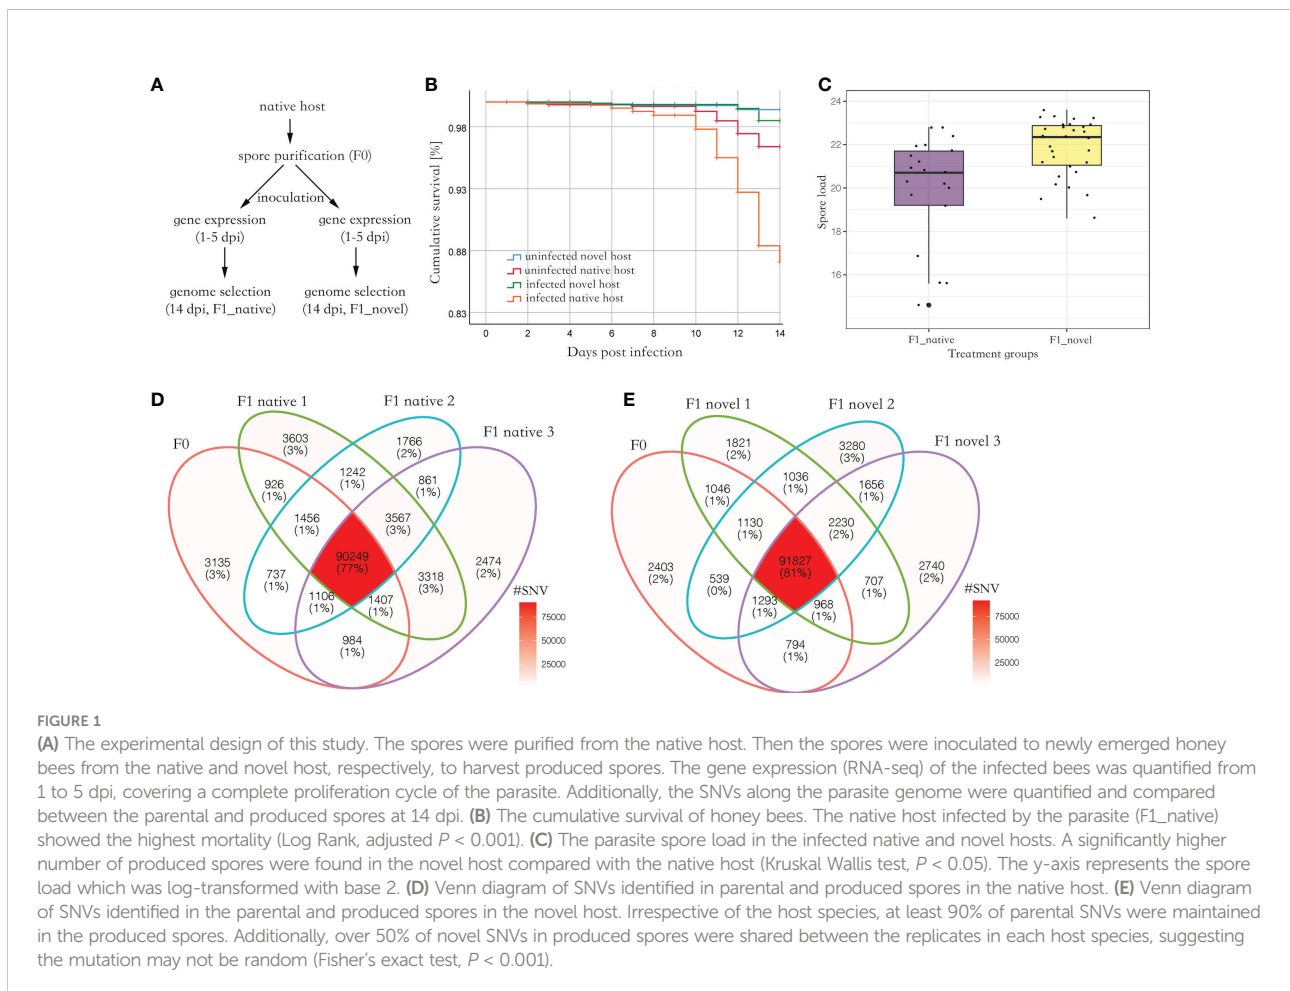 A
native host
spore purification (F0)
inoculation
gene expression
(1-5 dpi)
gene expression
(1-5 dpi)
genome selection
(14 dpi, F1_native)
genome selection
(14 dpi, F1_novel)
B
Cumulative survival [%]
0.98
0.93
0.88
0.83
uninfected novel host
uninfected native host
infected novel host
infected native host
0 2 4 6 8 10 12 14
Days post infection
C
Spore load
24
22
20
18
16
F1_native F1_novel
Treatment groups
D
F0
F1 native 1
F1 native 2
F1 native 3
3603
(3%)
1766
(2%)
926
(1%)
1242
(1%)
861
(1%)
1456
(1%)
3567
(3%)
3135
(3%)
737
(1%)
90249
(77%)
3318
(3%)
2474
(2%)
1106
(1%)
1407
(1%)
984
(1%)
#SNV
75000
50000
25000
E
F0
F1 novel 1
F1 novel 2
F1 novel 3
1821
(2%)
3280
(3%)
1046
(1%)
1036
(1%)
1656
(1%)
1130
(1%)
2230
(2%)
2403
(2%)
539
(0%)
91827
(81%)
707
(1%)
2740
(2%)
1293
(1%)
968
(1%)
794
(1%)
#SNV
75000
50000
25000
FIGURE 1
(A) The experimental design of this study. The spores were purified from the native host. Then the spores were inoculated to newly emerged honey
bees from the native and novel host, respectively, to harvest produced spores. The gene expression (RNA-seq) of the infected bees was quantified from
1 to 5 dpi, covering a complete proliferation cycle of the parasite. Additionally, the SNVs along the parasite genome were quantified and compared
between the parental and produced spores at 14 dpi. (B) The cumulative survival of honey bees. The native host infected by the parasite (F1_native)
showed the highest mortality (Log Rank, adjusted P < 0.001). (C) The parasite spore load in the infected native and novel hosts. A significantly higher
number of produced spores were found in the novel host compared with the native host (Kruskal Wallis test, P < 0.05). The y-axis represents the spore
load which was log-transformed with base 2. (D) Venn diagram of SNVs identified in parental and produced spores in the native host. (E) Venn diagram
of SNVs identified in the parental and produced spores in the novel host. Irrespective of the host species, at least 90% of parental SNVs were maintained
in the produced spores. Additionally, over 50% of novel SNVs in produced spores were shared between the replicates in each host species, suggesting
the mutation may not be random (Fisher's exact test, P < 0.001).